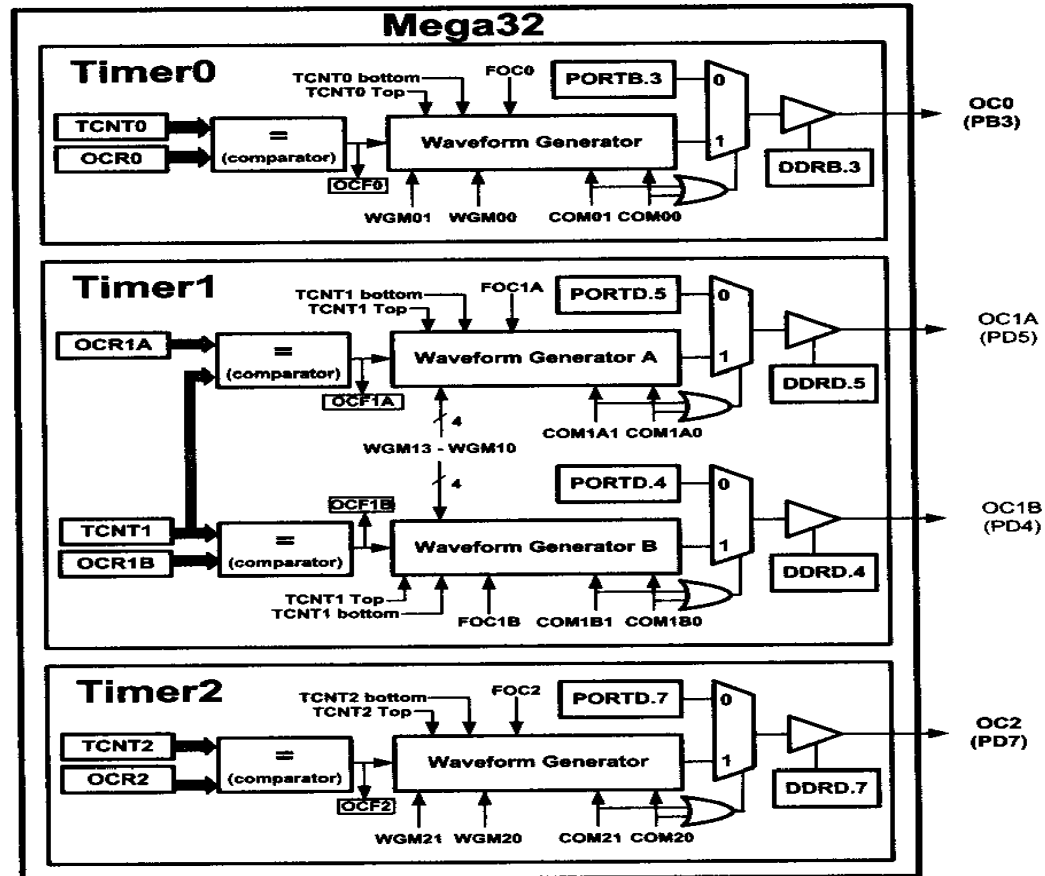 Mega32
Timer0
TCNT0 bottom
TCNT0 Top
FOC0
PORTB.3
0
TCNT0
OCR0
=
(comparator)
OCF0
Waveform Generator
1
DDRB.3
OC0
(PB3)
WGM01
WGM00
COM01
COM00
Timer1
TCNT1 bottom
TCNT1 Top
FOC1A
PORTD.5
0
OCR1A
=
(comparator)
OCF1A
Waveform Generator A
1
DDRD.5
OC1A
(PD5)
4
WGM13 - WGM10
4
COM1A1
COM1A0
PORTD.4
0
OCF1B
TCNT1
OCR1B
=
(comparator)
Waveform Generator B
1
DDRD.4
OC1B
(PD4)
TCNT1 Top
TCNT1 bottom
FOC1B
COM1B1
COM1B0
Timer2
TCNT2 bottom
TCNT2 Top
FOC2
PORTD.7
0
TCNT2
OCR2
=
(comparator)
OCF2
Waveform Generator
1
DDRD.7
OC2
(PD7)
WGM21
WGM20
COM21
COM20